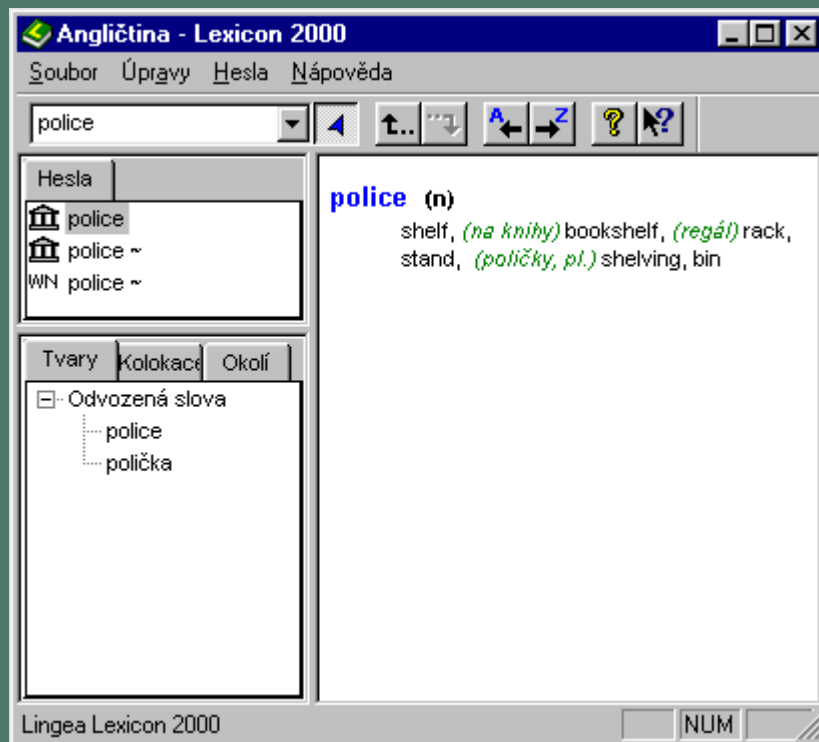 Angličtina - Lexicon 2000
Soubor Úpravy Hesla Nápověda
police
Hesla
police
police ~
WN police ~
police (n)
shelf, (na knihy) bookshelf, (regál) rack,
stand, (poličky, pl.) shelving, bin
Tvary Kolokace Okolí
Odvozená slova
police
polička
Lingea Lexicon 2000 NUM